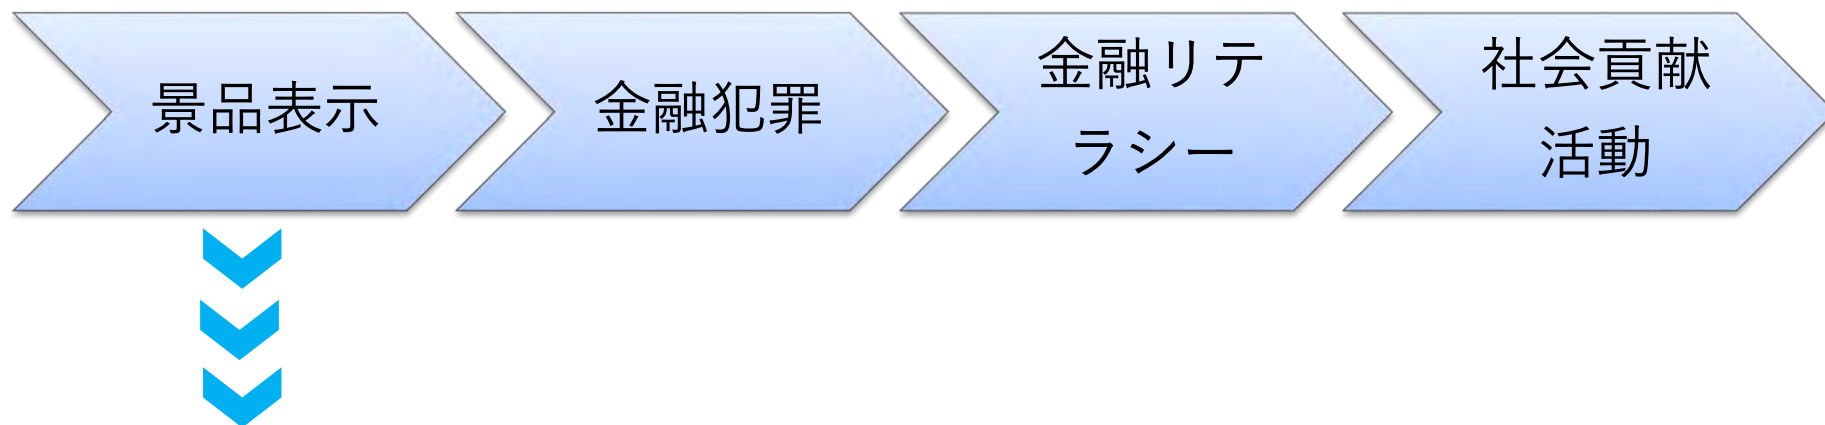 景品表示
金融犯罪
金融リテ
ラシー
社会貢献
活動